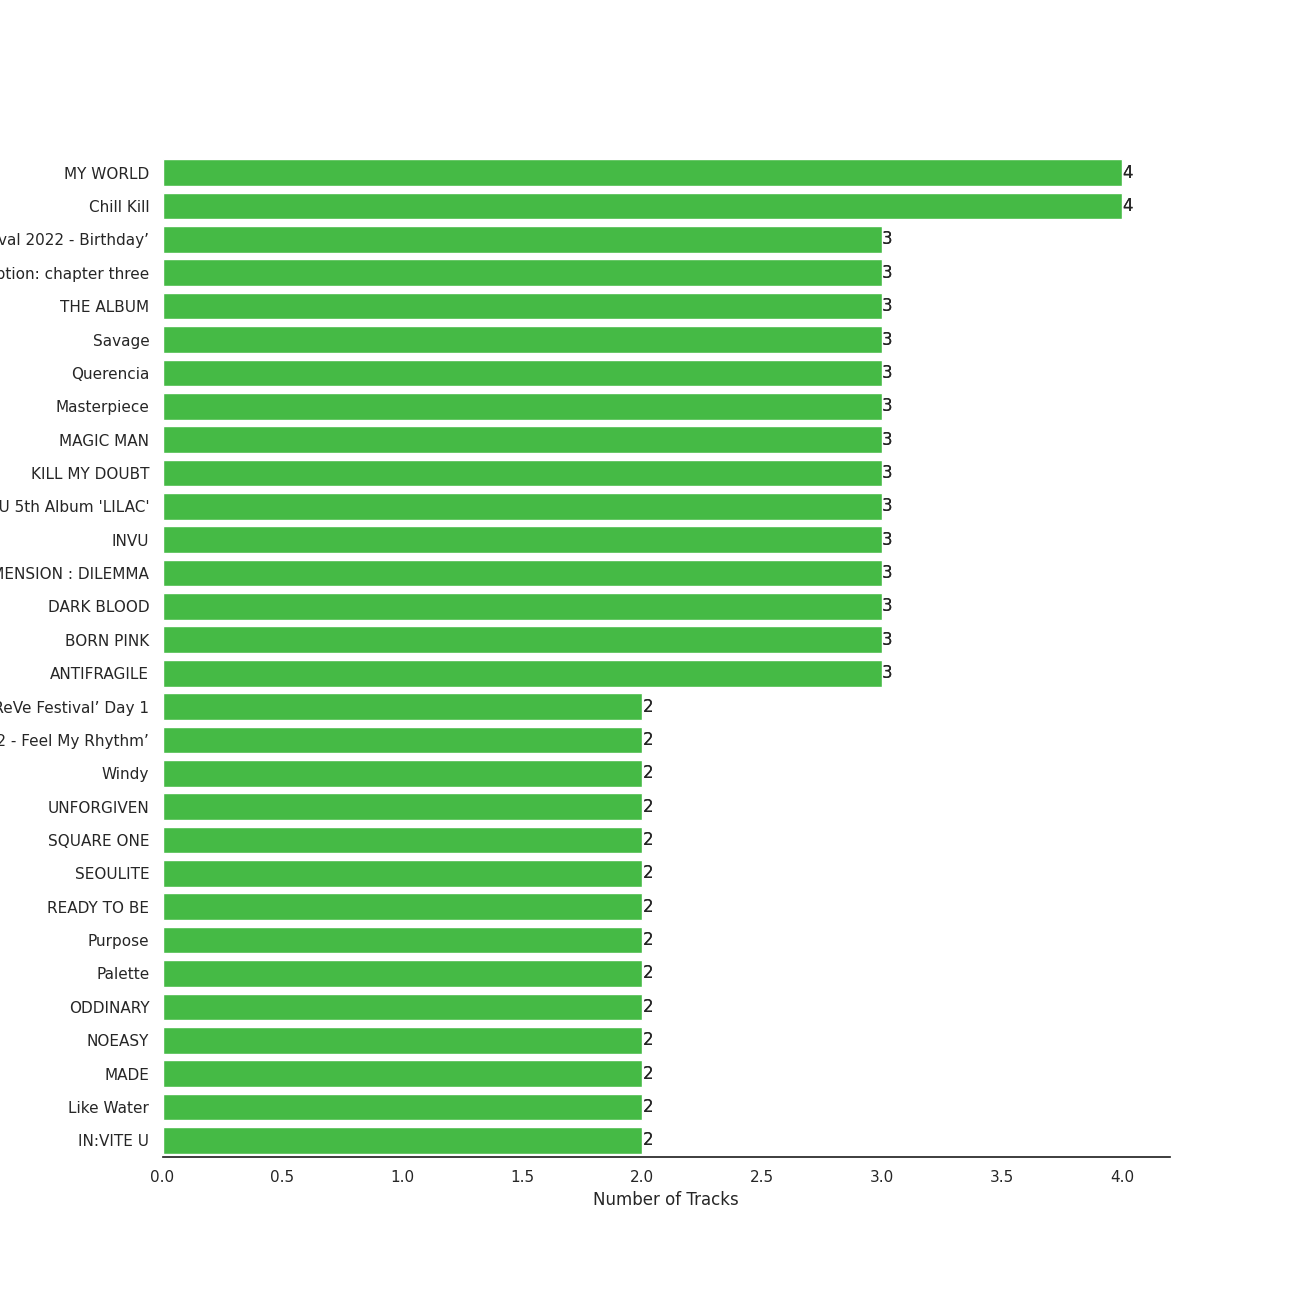 MY WORLD 4
Chill Kill 4
val 2022 - Birthday’ 3
ption: chapter three 3
THE ALBUM 3
Savage 3
Querencia 3
Masterpiece 3
MAGIC MAN 3
KILL MY DOUBT 3
U 5th Album 'LILAC' 3
INVU 3
MENSION : DILEMMA 3
DARK BLOOD 3
BORN PINK 3
ANTIFRAGILE 3
ReVe Festival’ Day 1 2
2 - Feel My Rhythm’ 2
Windy 2
UNFORGIVEN 2
SQUARE ONE 2
SEOULITE 2
READY TO BE 2
Purpose 2
Palette 2
ODDINARY 2
NOEASY 2
MADE 2
Like Water 2
IN:VITE U 2
0.0 0.5 1.0 1.5 2.0 2.5 3.0 3.5 4.0
Number of Tracks